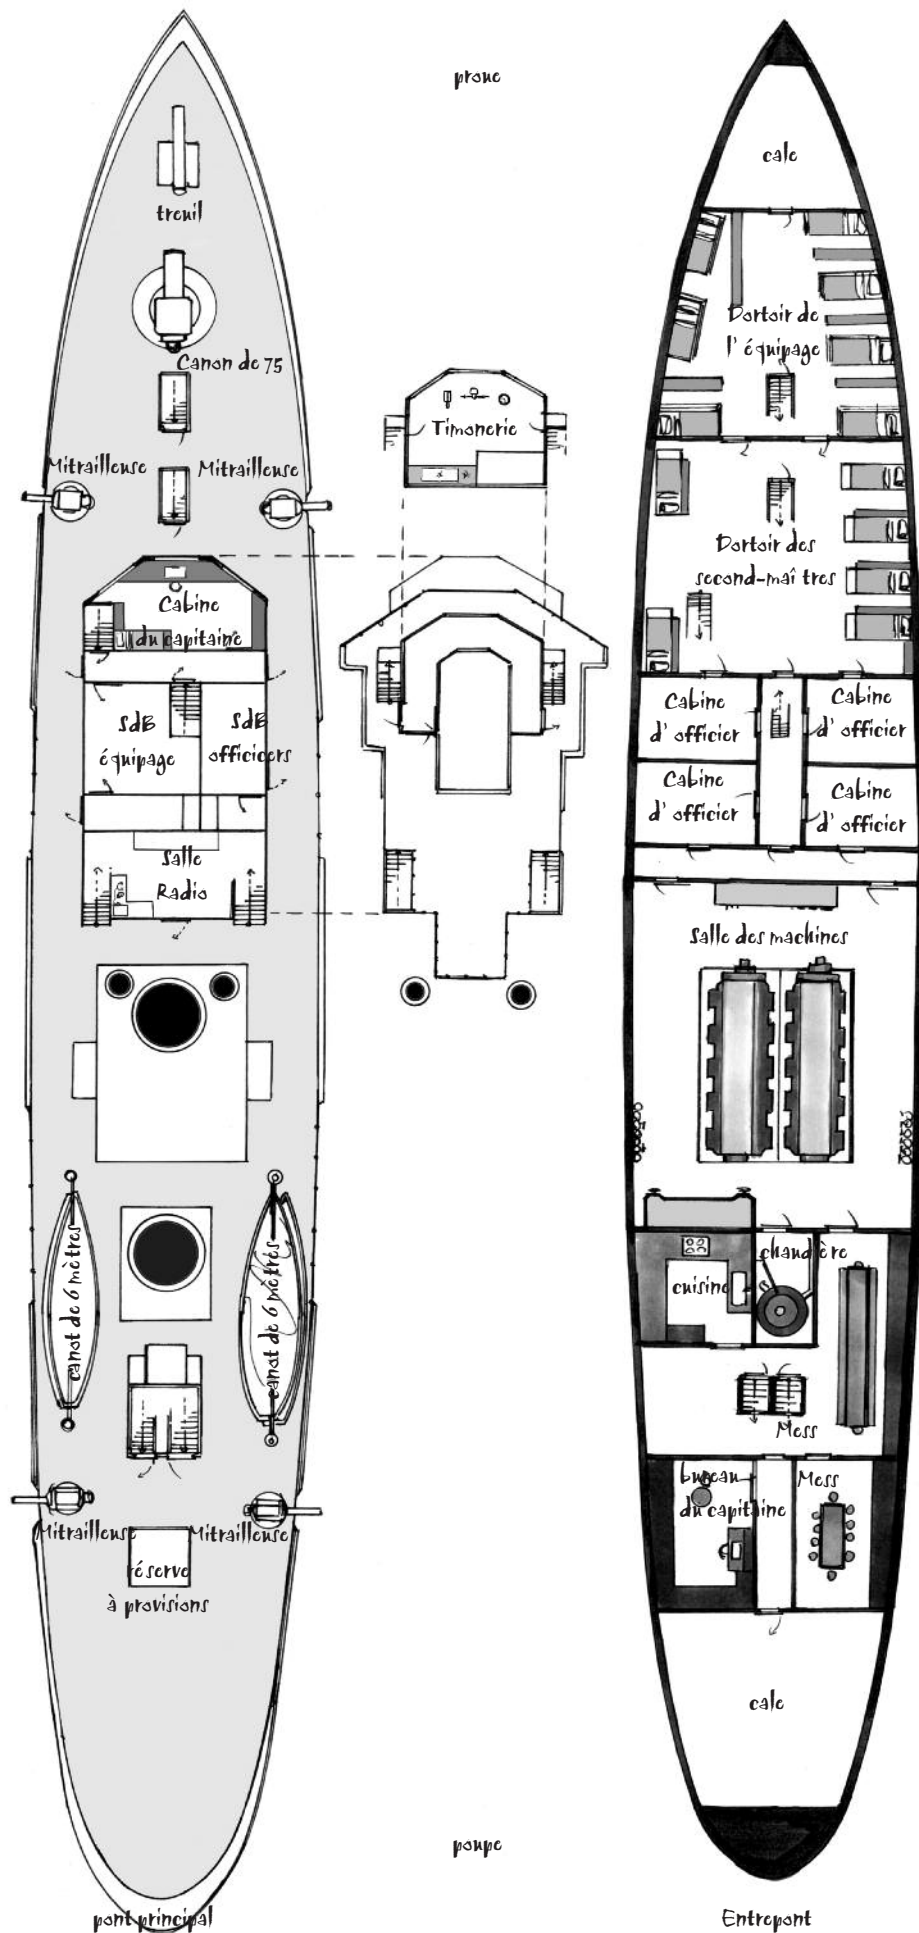 proue
treuil
Canon de 75
Mitrailleuse
Mitrailleuse
Cabine
du capitaine
SdB
équipage
SdB
officiers
Salle
Radio
canot de 6 mètres
canot de 6 mètres
Mitrailleuse
Mitrailleuse
réserve
à provisions
pont principal
Timonerie
poupe
cale
Dortoir de
l' équipage
Dortoir des
second-maî tres
Cabine
d' officier
Cabine
d' officier
Cabine
d' officier
Cabine
d' officier
Salle des machines
cuisine
chaudière
Mess
bureau
du capitaine
Mess
cale
Entrepont